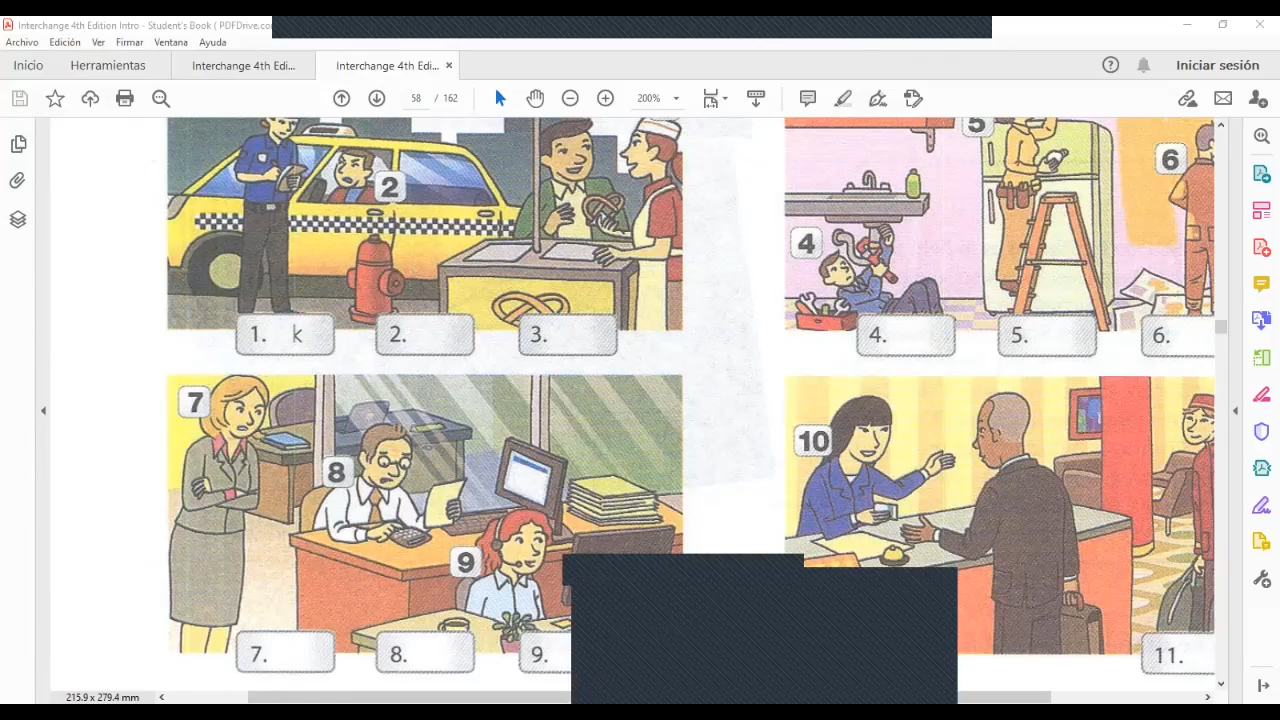 Interchange 4th Edition Intro - Student's Book ( PDFDrive.co
Archivo Edición Ver Firmar Ventana Ayuda
Inicio Herramientas Interchange 4th Edi... Interchange 4th Edi... × Iniciar sesión
58 / 162 200%
2
5
6
4
1. k
2.
3.
4.
5.
6.
7
8
9
10
7.
8.
9.
11.
215.9 x 279.4 mm